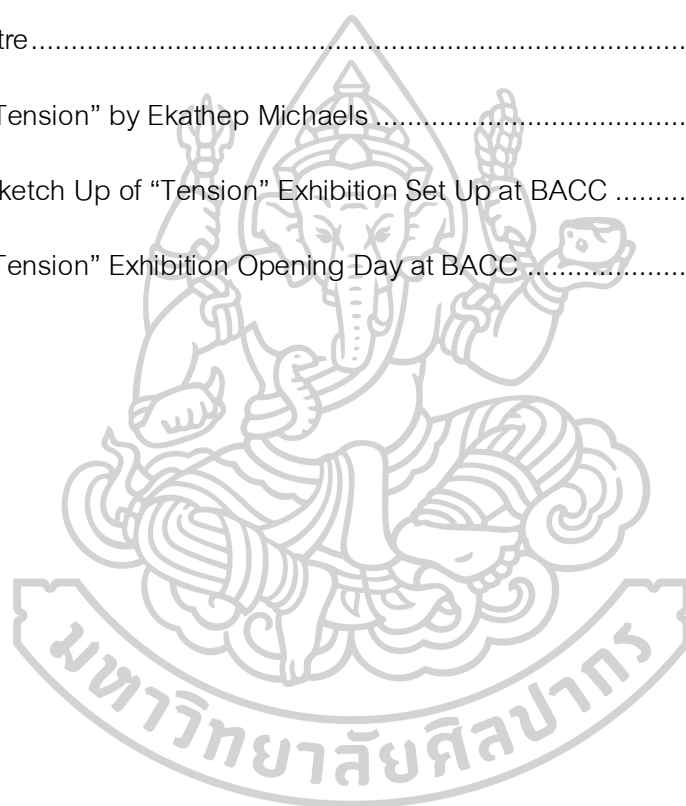 tre.......................................................................................
Tension” by Ekathep Michaels.......................................
ketch Up of “Tension” Exhibition Set Up at BACC.........
Tension” Exhibition Opening Day at BACC....................
มหาวิทยาลัยศิลปากร